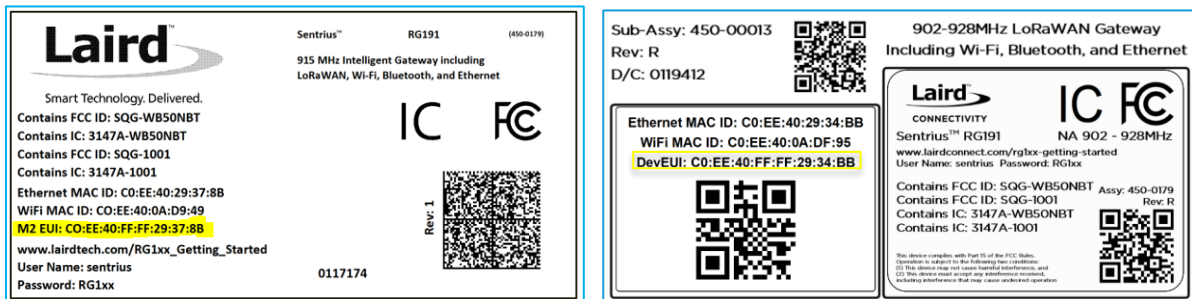 Laird™
Smart Technology. Delivered.
Sentrius™ RG191 (450-0179)
915 MHz Intelligent Gateway including
LoRaWAN, Wi-Fi, Bluetooth, and Ethernet
IC FC
Contains FCC ID: SQG-WB50NBT
Contains IC: 3147A-WB50NBT
Contains FCC ID: SQG-1001
Contains IC: 3147A-1001
Ethernet MAC ID: C0:EE:40:29:37:8B
WiFi MAC ID: CO:EE:40:0A:D9:49
M2 EUI: CO:EE:40:FF:FF:29:37:8B
www.lairdtech.com/RG1xx_Getting_Started
User Name: sentrius
Password: RG1xx
Rev: 1
0117174
Sub-Assy: 450-00013
Rev: R
D/C: 0119412
Ethernet MAC ID: C0:EE:40:29:34:BB
WiFi MAC ID: C0:EE:40:0A:DF:95
DevEUI: C0:EE:40:FF:FF:29:34:BB
902-928MHz LoRaWAN Gateway
Including Wi-Fi, Bluetooth, and Ethernet
Laird
CONNECTIVITY
IC FC
Sentrius™ RG191 NA 902 - 928MHz
www.lairdconnect.com/rg1xx-getting-started
User Name: sentrius Password: RG1xx
Contains FCC ID: SQG-WB50NBT
Contains FCC ID: SQG-1001
Contains IC: 3147A-WB50NBT
Contains IC: 3147A-1001
Assy: 450-0179
Rev: R
This device complies with Part 15 of the FCC Rules.
Operation is subject to the following two conditions:
(1) This device may not cause harmful interference, and
(2) This device must accept any interference received,
including interference that may cause undesired operation